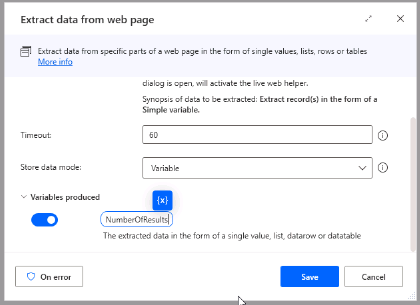 Extract data from web page
Extract data from specific parts of a web page in the form of single values, lists, rows or tables
More info
dialog is open, will activate the live web helper.
Synopsis of data to be extracted: Extract record(s) in the form of a
Simple variable.
Timeout:
60
Store data mode:
Variable
Variables produced
{x}
NumberOfResults
The extracted data in the form of a single value, list, datarow or datatable
On error
Save
Cancel